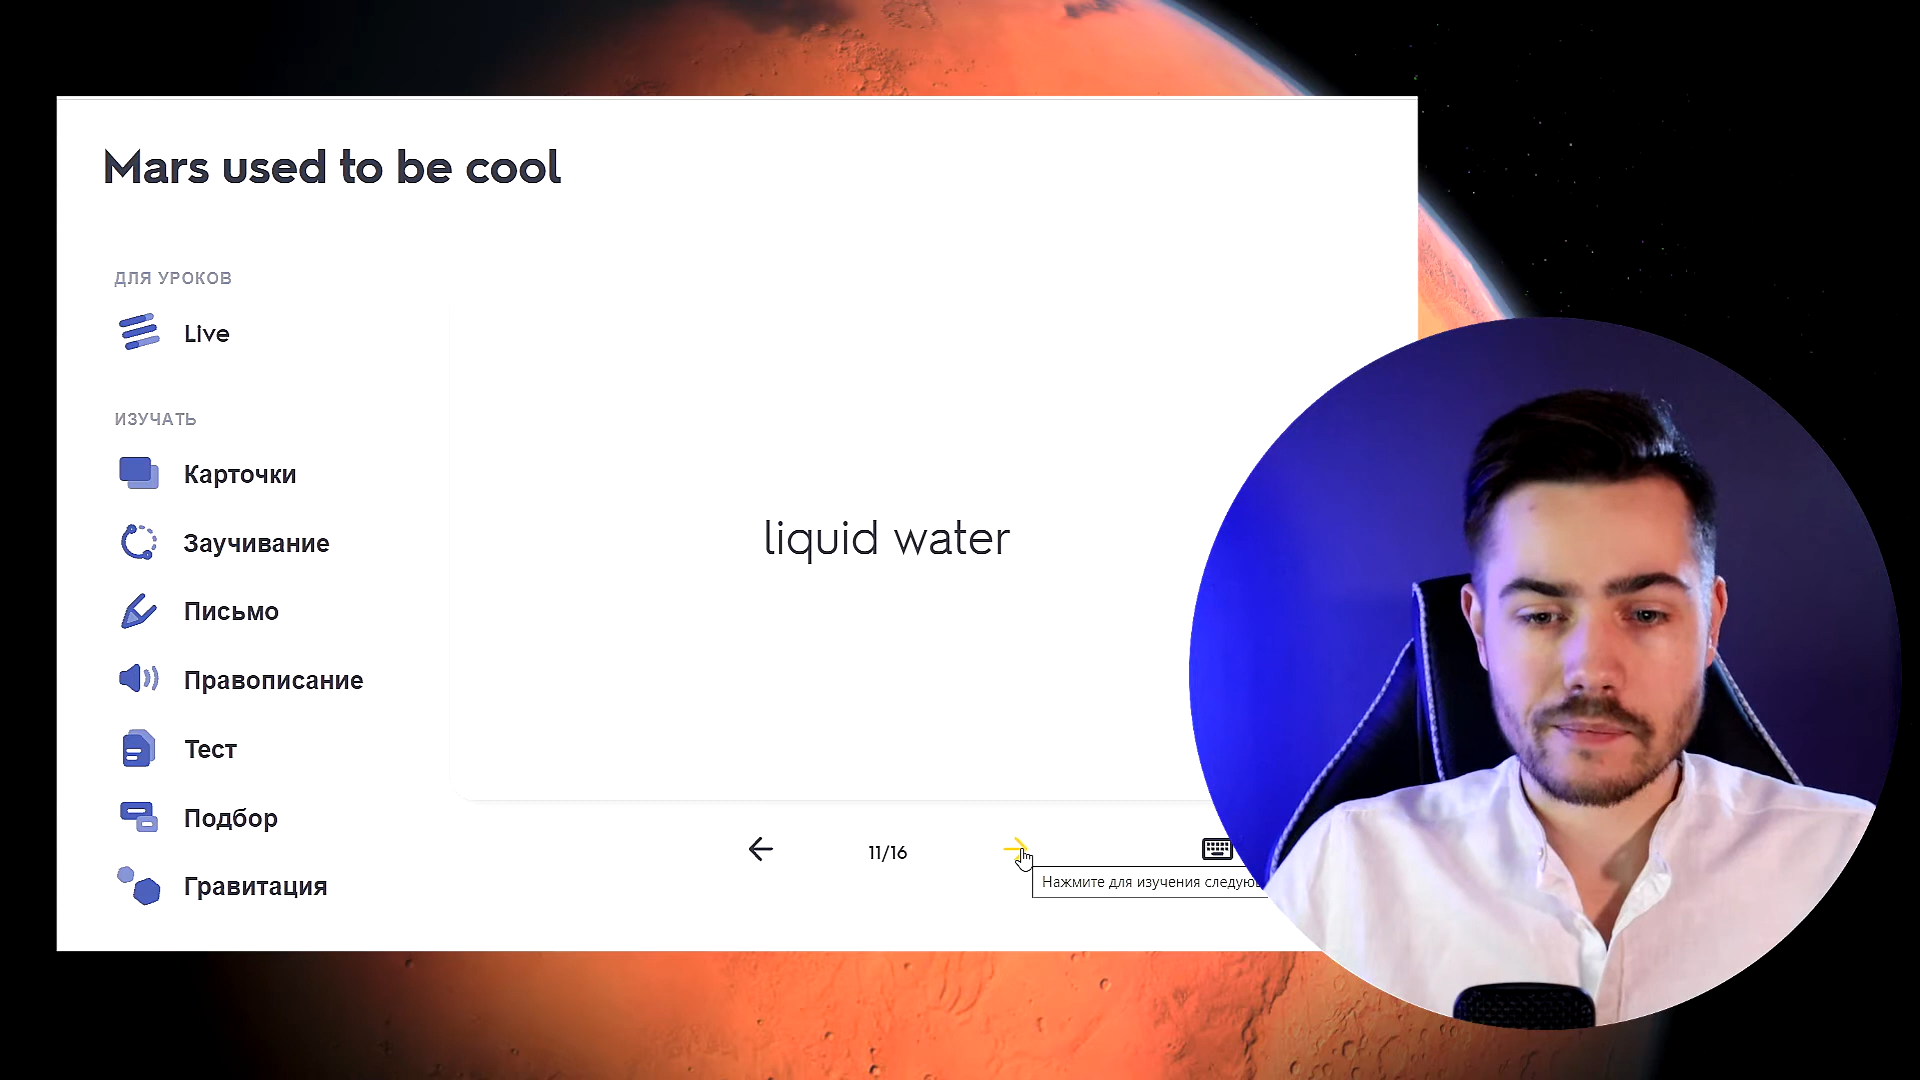 Mars used to be cool
ДЛЯ УРОКОВ
Live
ИЗУЧАТЬ
Карточки
Заучивание
Письмо
Правописание
Тест
Подбор
Гравитация
liquid water
11/16
Нажмите для изучения